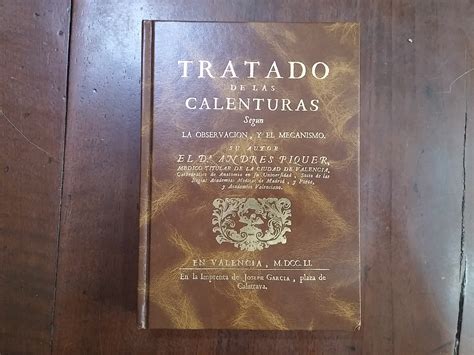 TRATADO
DE LAS
CALENTURAS
Segun
LA OBSERVACION, Y EL MECANISMO.
SU AUTOR
EL Dr. ANDRES PIQUER,
MEDICO TITULAR DE LA CIUDAD DE VALENCIA,
Cathedratico de Anatomia en su Universidad, Socio de las
Regias Academias Medicas de Madrid, y Porto,
y Academico Valenciano.
EN VALENCIA, M.DCC.LI.
En la Imprenta de JOSEPH GARCIA, plaza de
Calatrava.